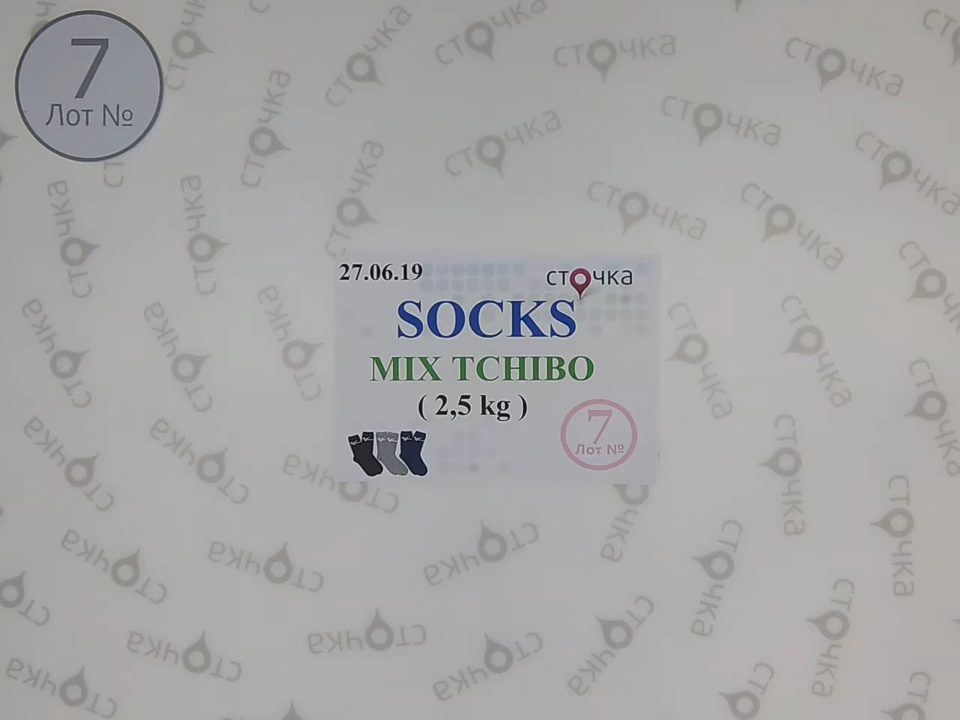 7
Лот №
27.06.19
сточка
SOCKS
MIX TCHIBO
( 2,5 kg )
7
Лот №